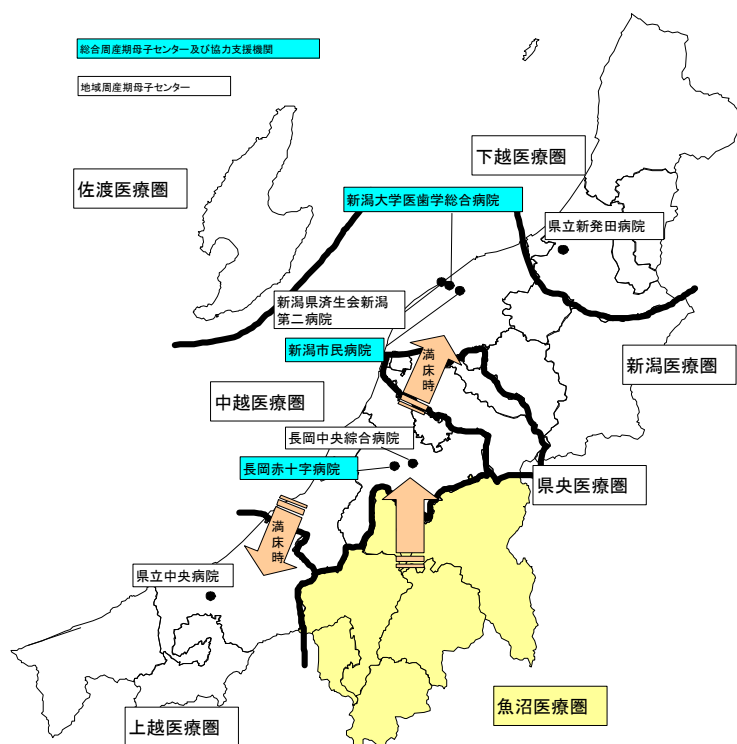 総合周産期母子センター及び協力支援機関
地域周産期母子センター
下越医療圏
佐渡医療圏
新潟大学医歯学総合病院
県立新発田病院
新潟県済生会新潟
第二病院
新潟市民病院
満床時
新潟医療圏
中越医療圏
長岡中央綜合病院
長岡赤十字病院
県央医療圏
満床時
県立中央病院
魚沼医療圏
上越医療圏